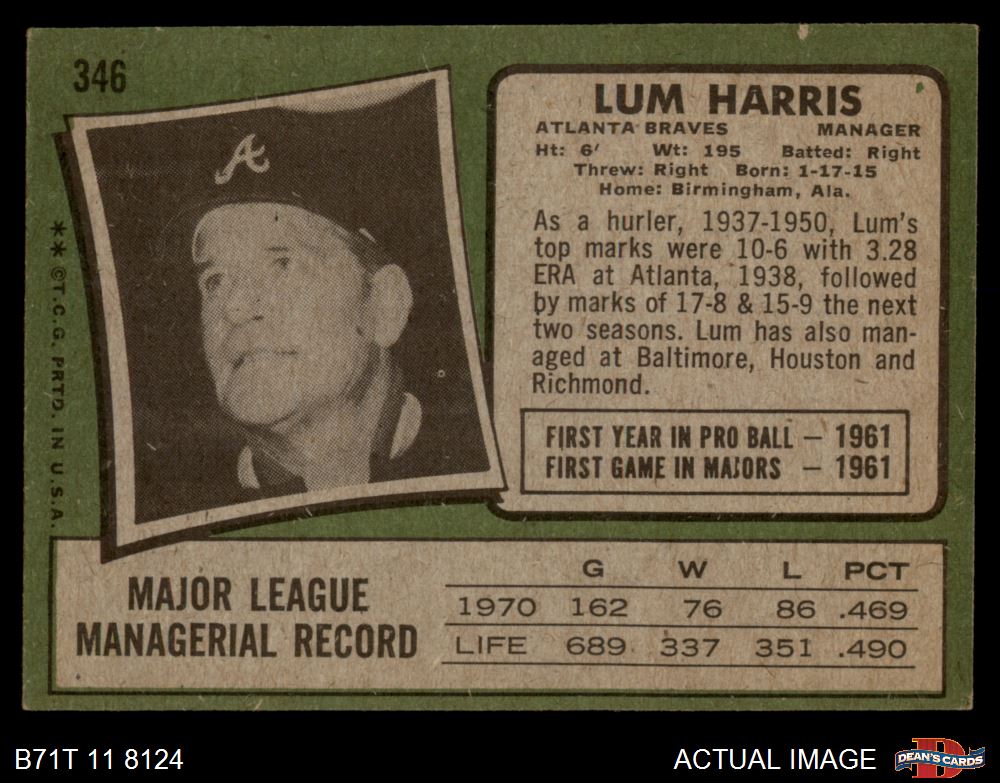 346
A
** ©T.C.G. PRTD. IN U.S.A.
LUM HARRIS
ATLANTA BRAVES MANAGER
Ht: 6' Wt: 195 Batted: Right
Threw: Right Born: 1-17-15
Home: Birmingham, Ala.
As a hurler, 1937-1950, Lum's
top marks were 10-6 with 3.28
ERA at Atlanta, 1938, followed
by marks of 17-8 & 15-9 the next
two seasons. Lum has also man-
aged at Baltimore, Houston and
Richmond.
FIRST YEAR IN PRO BALL — 1961
FIRST GAME IN MAJORS — 1961
MAJOR LEAGUE
MANAGERIAL RECORD
G W L PCT
1970 162 76 86 .469
LIFE 689 337 351 .490
B71T 11 8124
ACTUAL IMAGE
D
DEAN'S CARDS